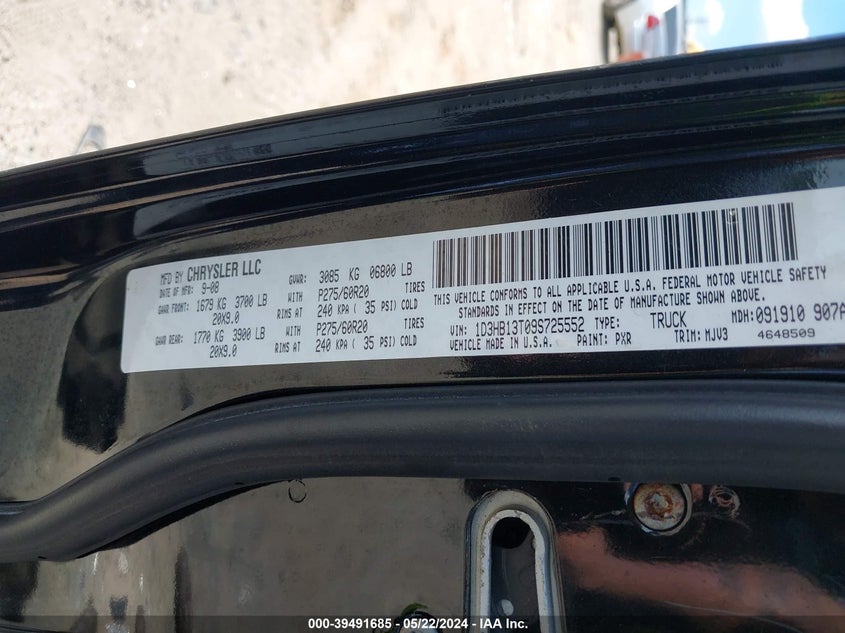 MFD BY CHRYSLER LLC
DATE OF MFR: 9-08
GVWR: 3085 KG 06800 LB
GAWR FRONT: 1679 KG 3700 LB WITH P275/60R20 TIRES
20X9.0 RIMS AT 240 KPA ( 35 PSI) COLD
GAWR REAR: 1770 KG 3900 LB WITH P275/60R20 TIRES
20X9.0 RIMS AT 240 KPA ( 35 PSI) COLD
THIS VEHICLE CONFORMS TO ALL APPLICABLE U.S.A. FEDERAL MOTOR VEHICLE SAFETY
STANDARDS IN EFFECT ON THE DATE OF MANUFACTURE SHOWN ABOVE.
VIN: 1D3HB13T09S725552 TYPE: TRUCK MDH: 091910 907A
VEHICLE MADE IN U.S.A. PAINT: PXR TRIM: MJV3 4648509
000-39491685 — 05/22/2024 — IAA Inc.